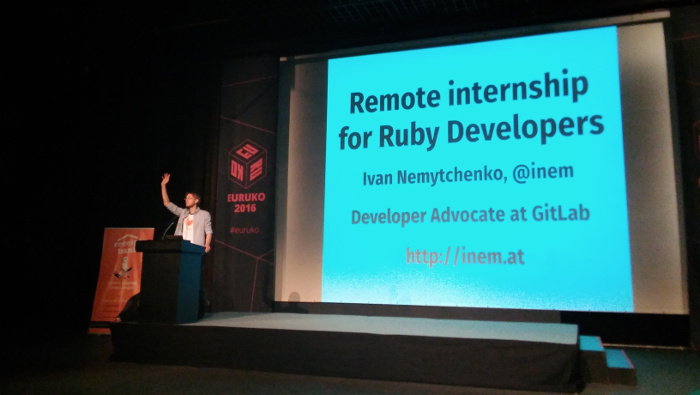 Remote internship
for Ruby Developers
Ivan Nemytchenko, @inem
Developer Advocate at GitLab
http://inem.at
EURUKO
2016
#euruko